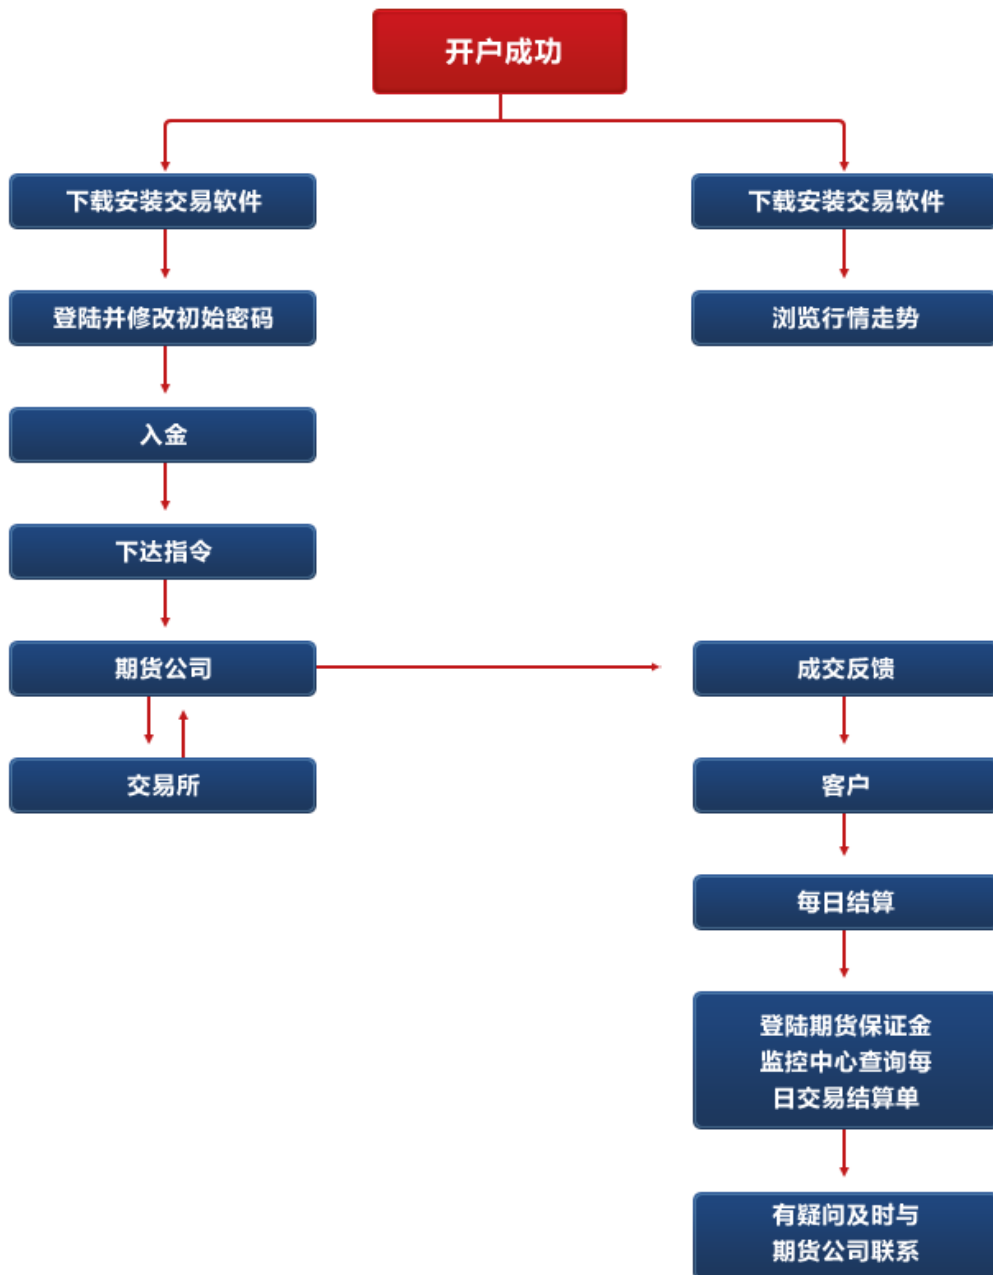 开户成功
下载安装交易软件
下载安装交易软件
登陆并修改初始密码
浏览行情走势
入金
下达指令
期货公司
成交反馈
交易所
客户
每日结算
登陆期货保证金
监控中心查询每
日交易结算单
有疑问及时与
期货公司联系